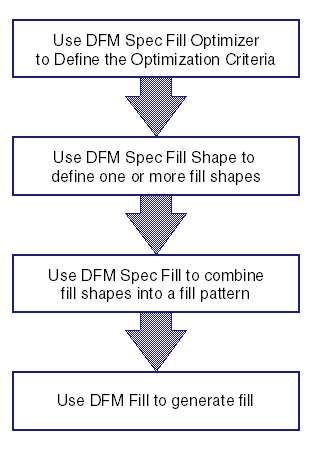 Use DFM Spec Fill Optimizer
to Define the Optimization Criteria
Use DFM Spec Fill Shape to
define one or more fill shapes
Use DFM Spec Fill to combine
fill shapes into a fill pattern
Use DFM Fill to generate fill